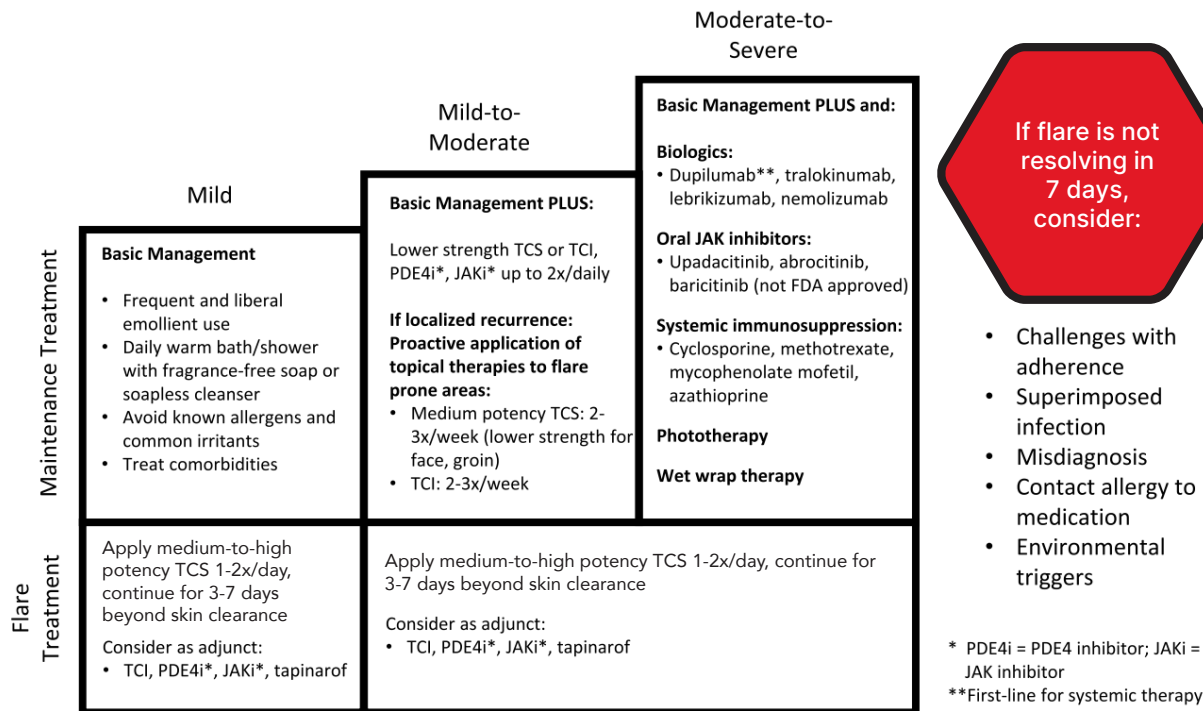 Moderate-to-
Severe
Mild-to-
Moderate
Mild
Maintenance Treatment
Basic Management
• Frequent and liberal
emollient use
• Daily warm bath/shower
with fragrance-free soap or
soapless cleanser
• Avoid known allergens and
common irritants
• Treat comorbidities
Basic Management PLUS:
Lower strength TCS or TCI,
PDE4i*, JAKi* up to 2x/daily
If localized recurrence:
Proactive application of
topical therapies to flare
prone areas:
• Medium potency TCS: 2-
3x/week (lower strength for
face, groin)
• TCI: 2-3x/week
Basic Management PLUS and:
Biologics:
• Dupilumab**, tralokinumab,
lebrikizumab, nemolizumab
Oral JAK inhibitors:
• Upadacitinib, abrocitinib,
baricitinib (not FDA approved)
Systemic immunosuppression:
• Cyclosporine, methotrexate,
mycophenolate mofetil,
azathioprine
Phototherapy
Wet wrap therapy
Flare
Treatment
Apply medium-to-high
potency TCS 1-2x/day,
continue for 3-7 days
beyond skin clearance
Consider as adjunct:
• TCI, PDE4i*, JAKi*, tapinarof
Apply medium-to-high potency TCS 1-2x/day, continue for
3-7 days beyond skin clearance
Consider as adjunct:
• TCI, PDE4i*, JAKi*, tapinarof
If flare is not
resolving in
7 days,
consider:
• Challenges with
adherence
• Superimposed
infection
• Misdiagnosis
• Contact allergy to
medication
• Environmental
triggers
* PDE4i = PDE4 inhibitor; JAKi =
JAK inhibitor
**First-line for systemic therapy